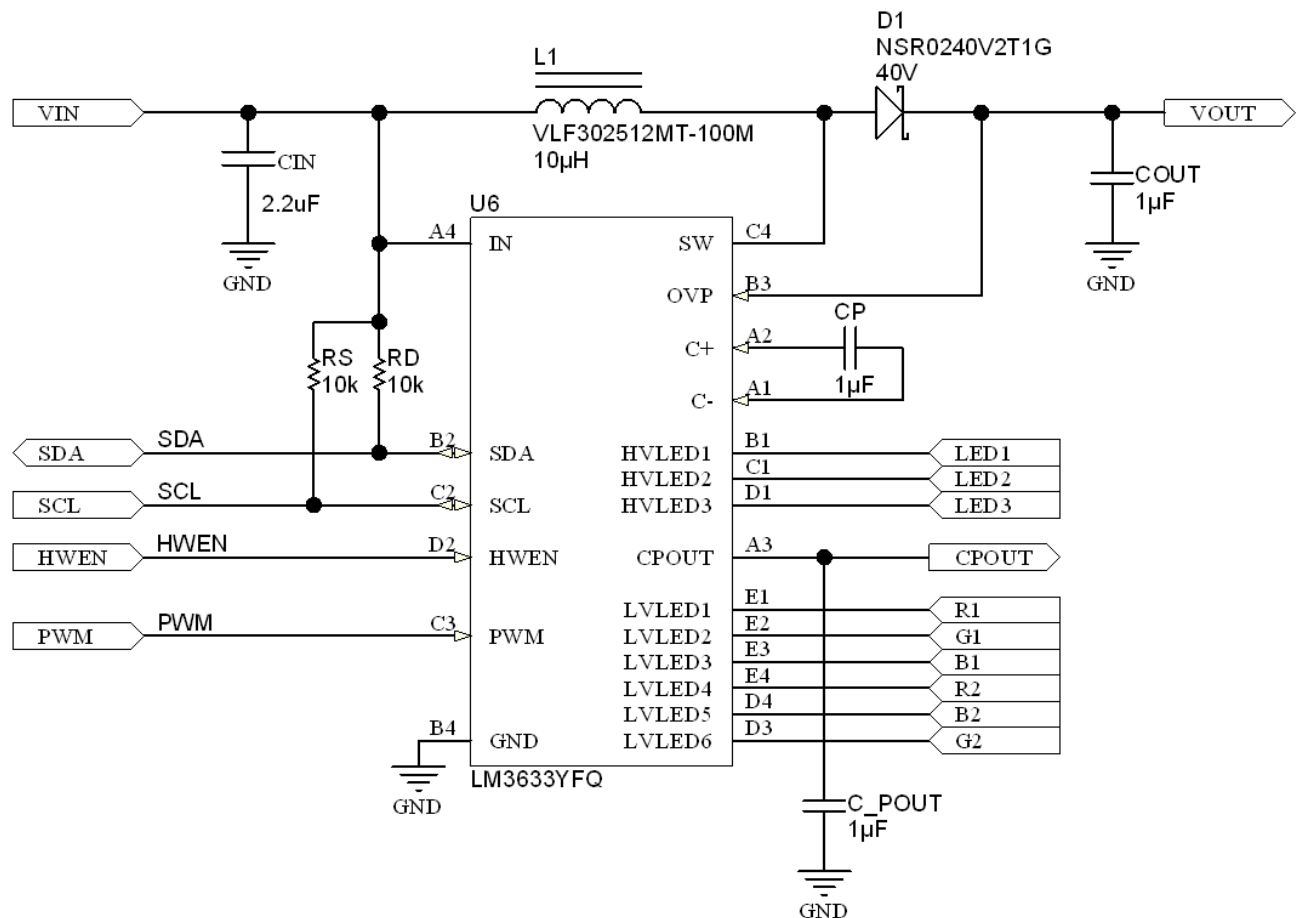 D1
NSR0240V2T1G
40V
L1
VIN
VOUT
VLF302512MT-100M
10µH
CIN
2.2uF
GND
COUT
1µF
GND
U6
A4
IN
SW
C4
OVP
B3
CP
1µF
C+
A2
C-
A1
RS
10k
RD
10k
SDA
SDA
B2
SDA
HVLED1
B1
LED1
HVLED2
C1
LED2
SCL
SCL
C2
SCL
HVLED3
D1
LED3
HWEN
HWEN
D2
HWEN
CPOUT
A3
CPOUT
LVLED1
E1
R1
PWM
PWM
C3
PWM
LVLED2
E2
G1
LVLED3
E3
B1
LVLED4
E4
R2
LVLED5
D4
B2
B4
GND
LVLED6
D3
G2
GND
LM3633YFQ
C_POUT
1µF
GND